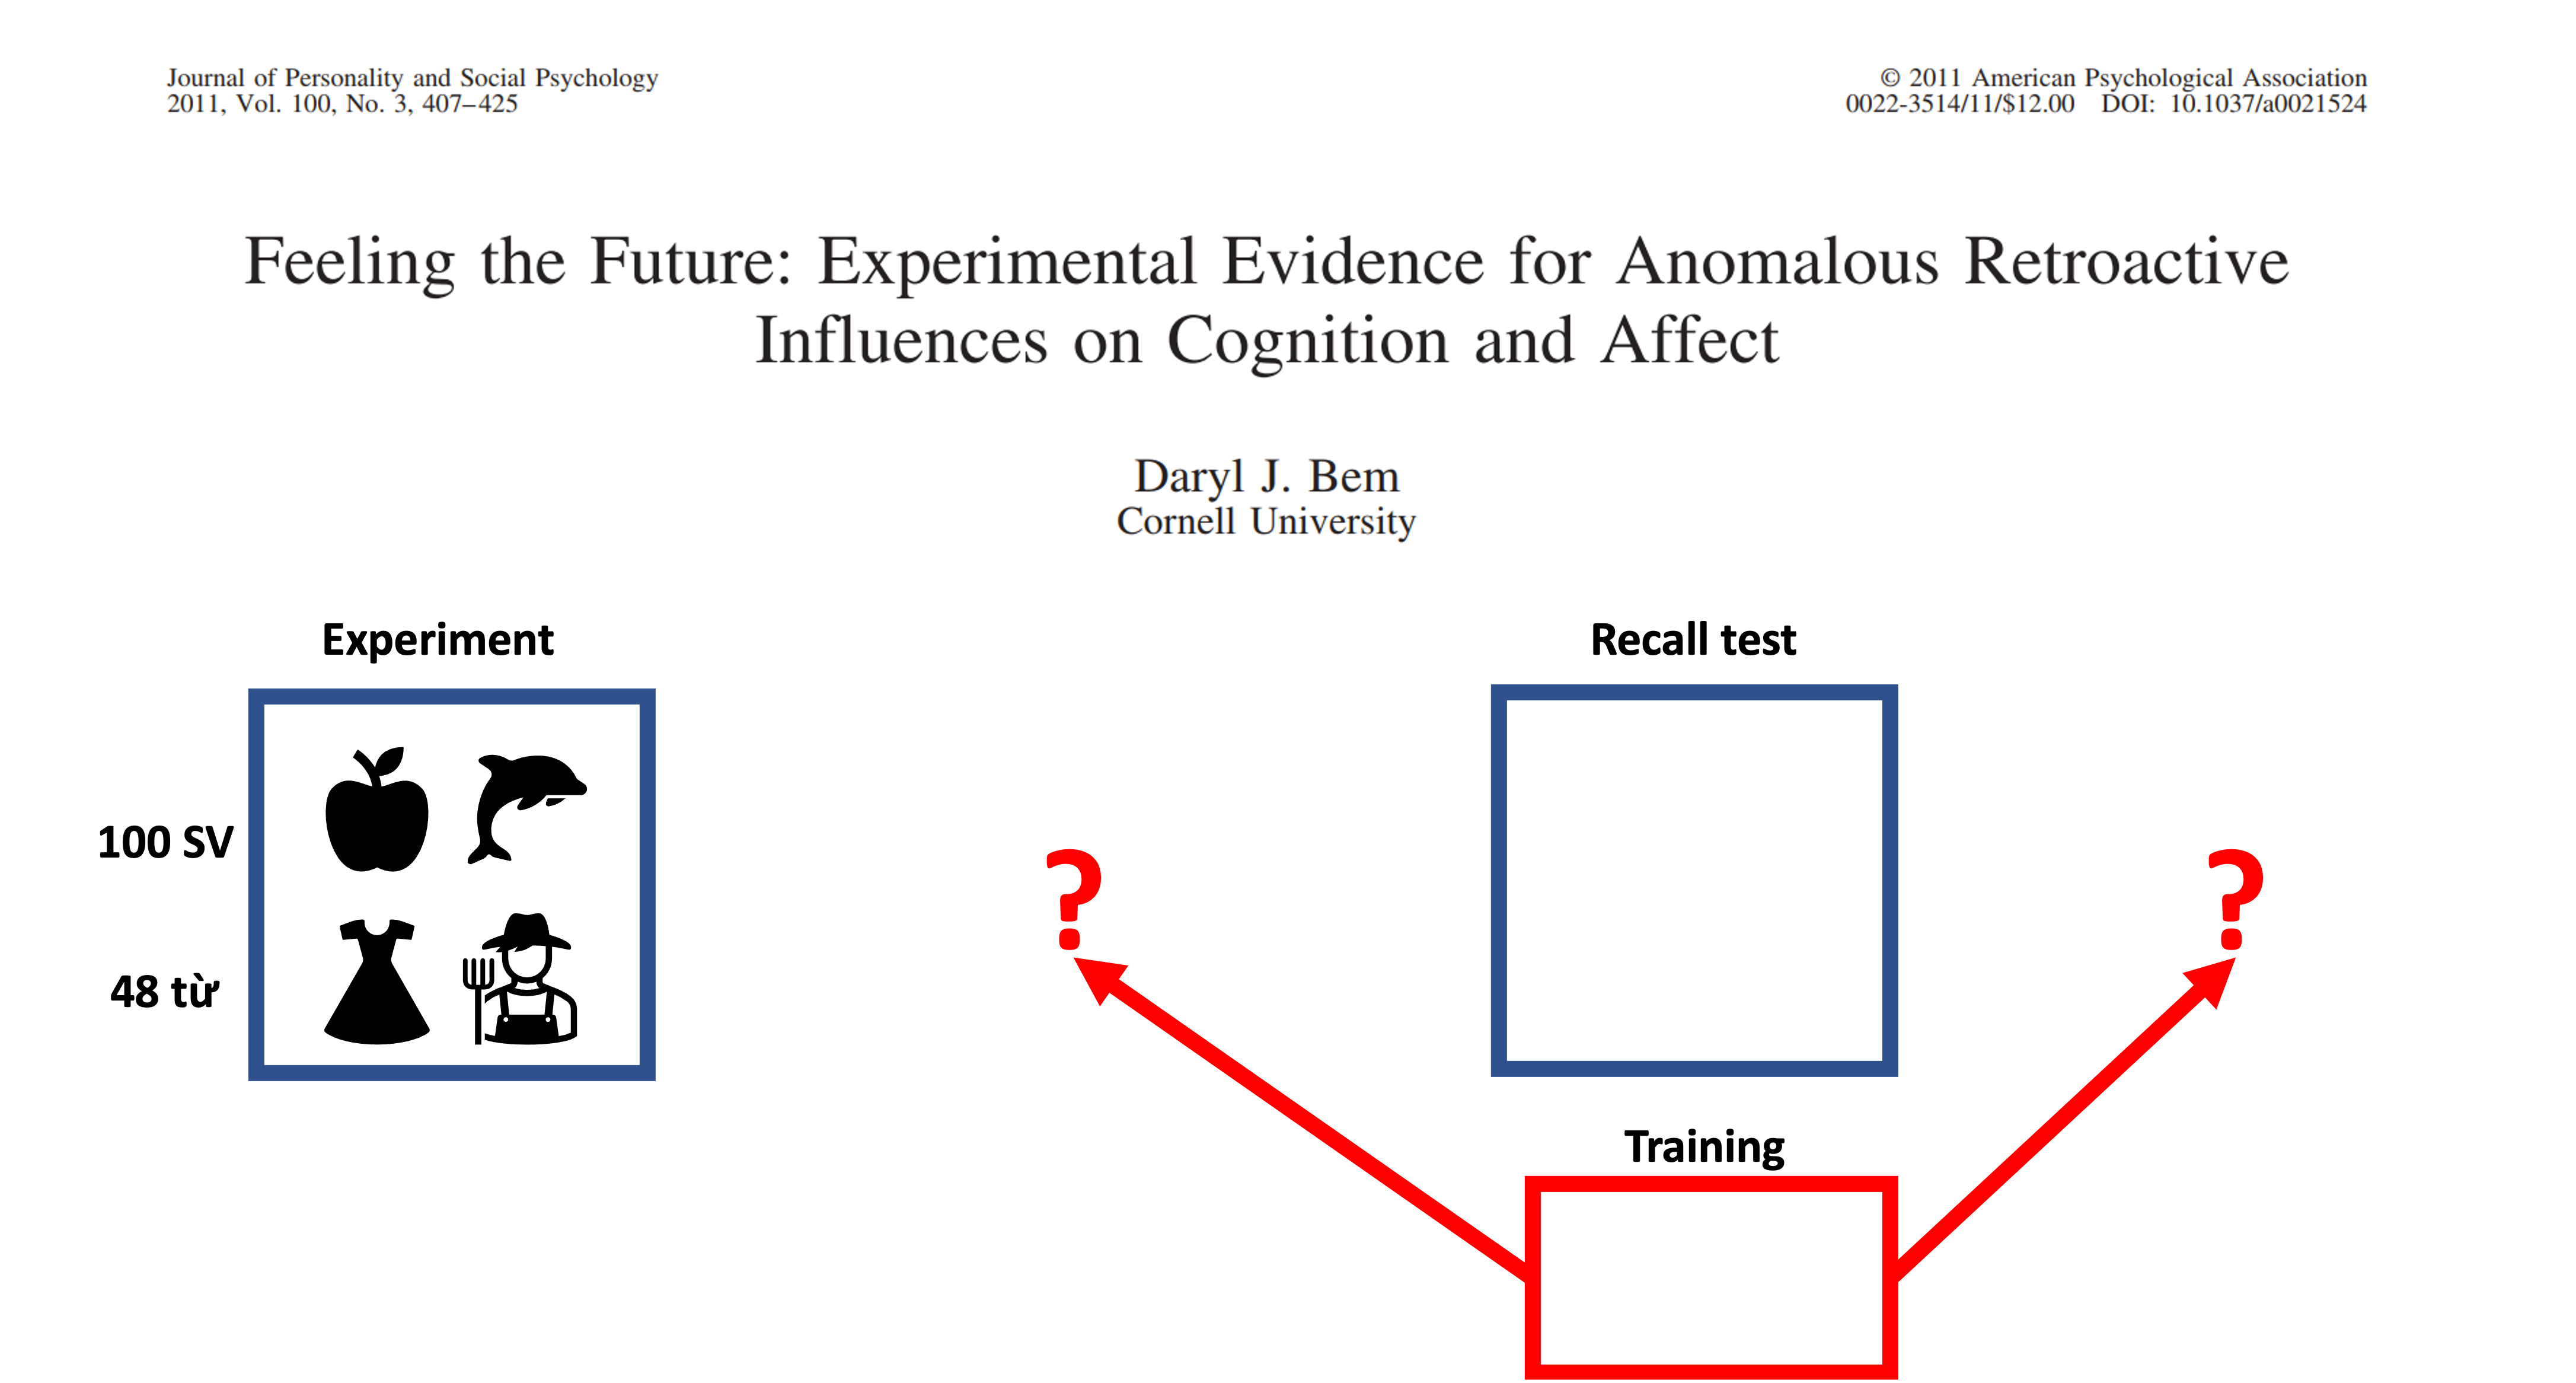 Journal of Personality and Social Psychology
2011, Vol. 100, No. 3, 407–425
© 2011 American Psychological Association
0022-3514/11/$12.00 DOI: 10.1037/a0021524
Feeling the Future: Experimental Evidence for Anomalous Retroactive
Influences on Cognition and Affect
Daryl J. Bem
Cornell University
Experiment
Recall test
100 SV
48 từ
?
?
Training